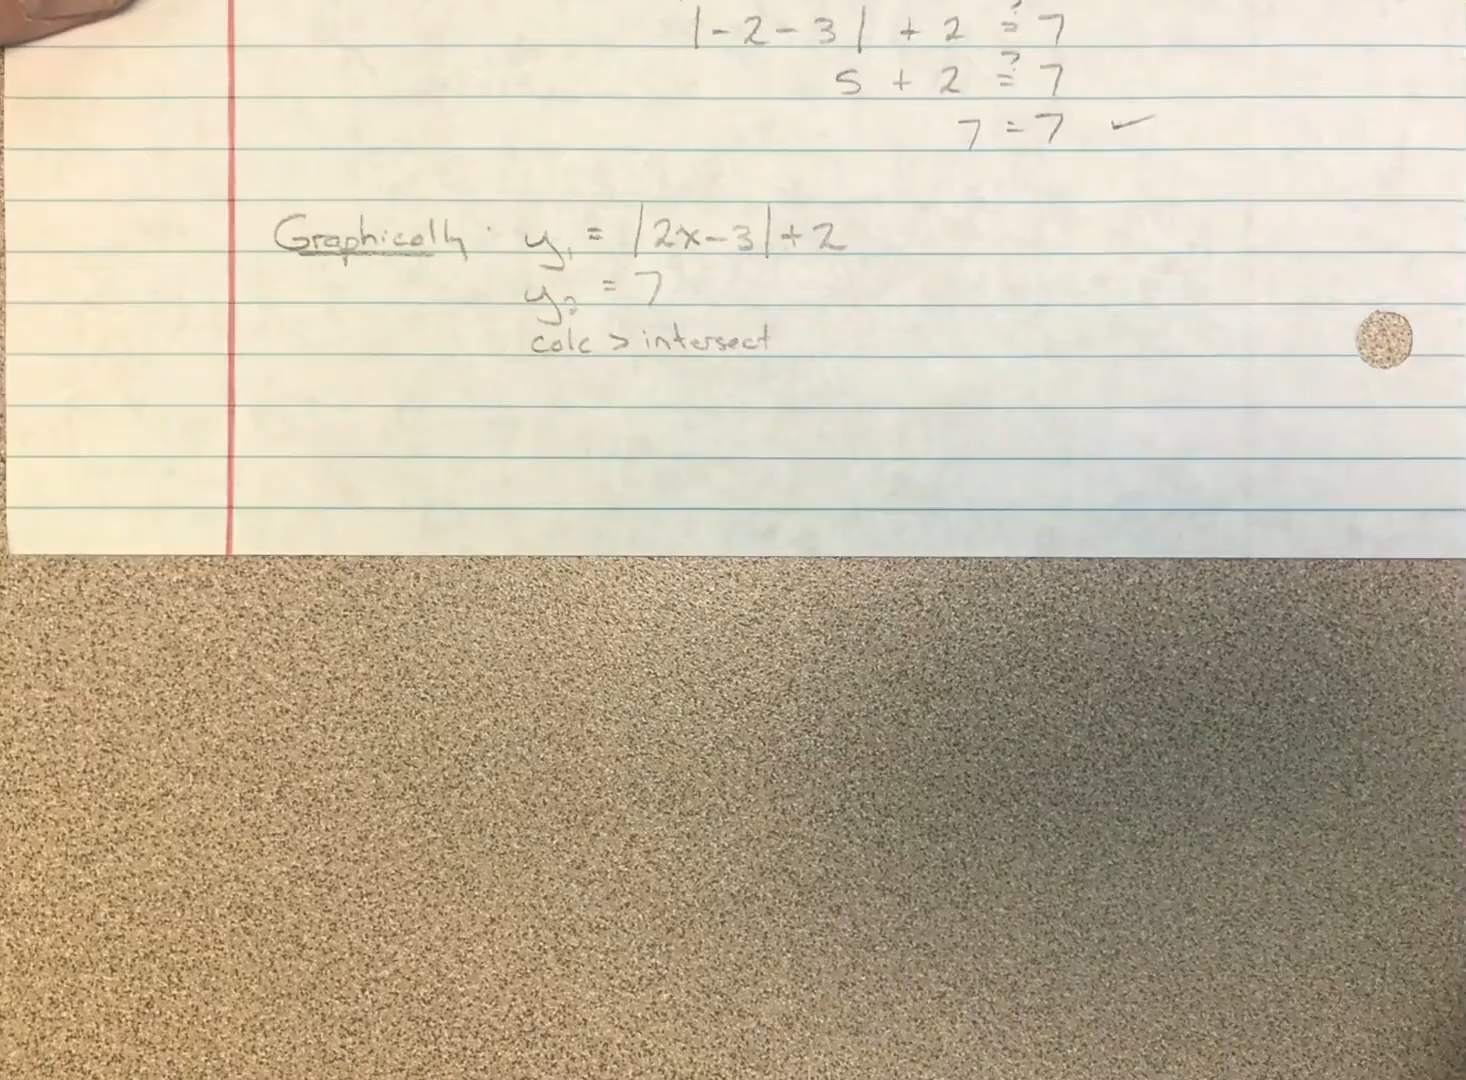 |-2-3| + 2 ≟ 7
5 + 2 ≟ 7
7 = 7 ✓
Graphically: y₁ = |2x-3|+2
y₂ = 7
calc > intersect